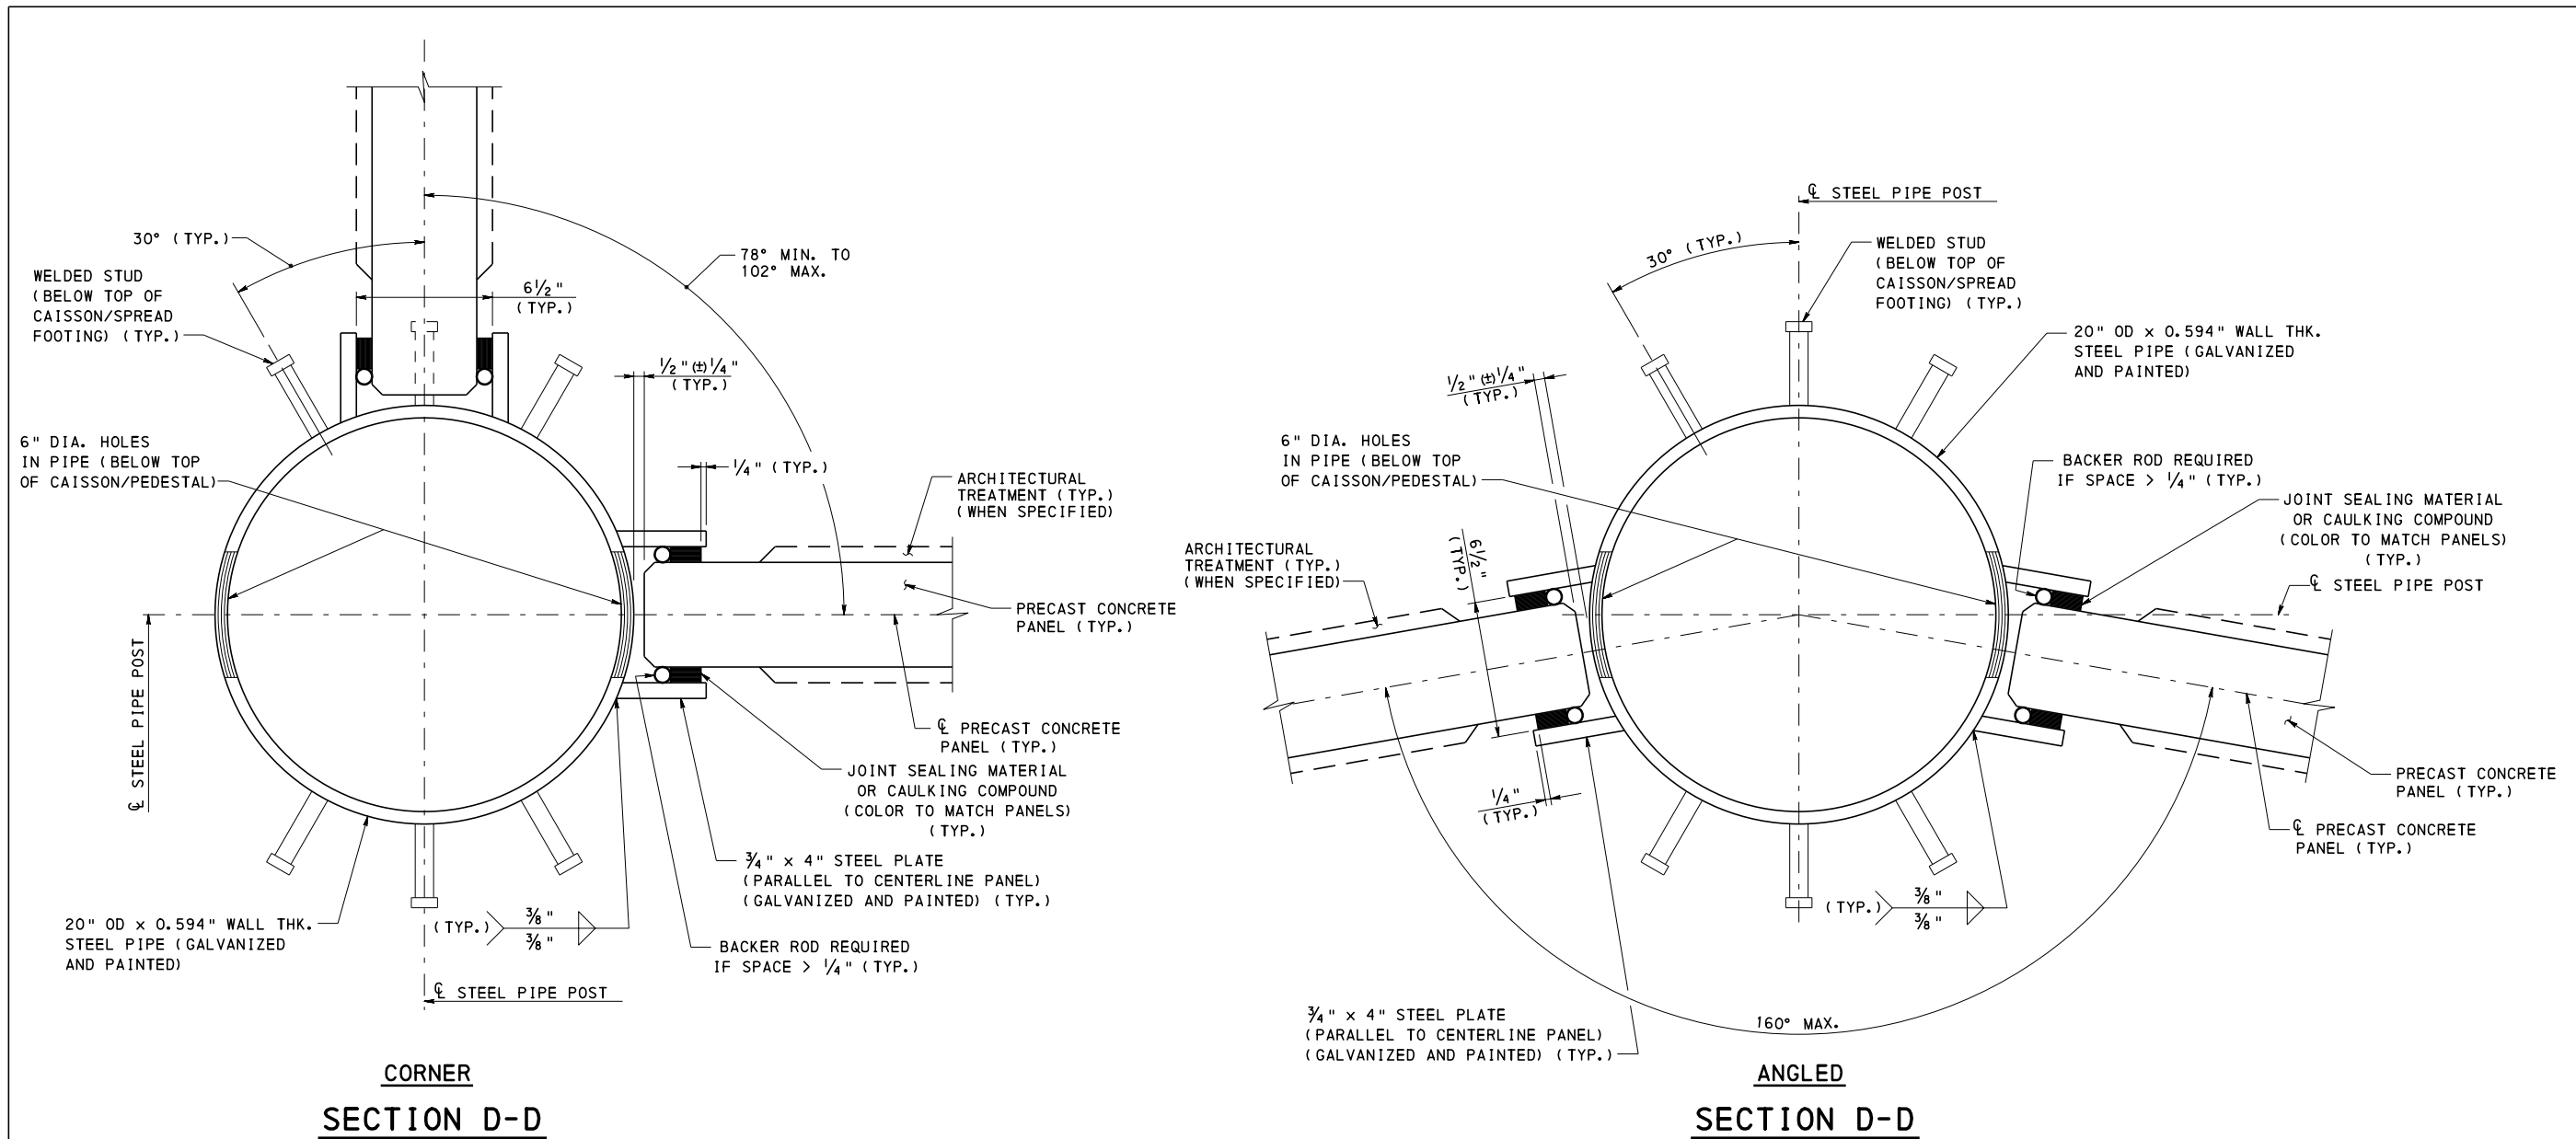 30° (TYP.)
WELDED STUD
(BELOW TOP OF
CAISSON/SPREAD
FOOTING) (TYP.)
6½"
(TYP.)
78° MIN. TO
102° MAX.
½"(±)¼"
(TYP.)
6" DIA. HOLES
IN PIPE (BELOW TOP
OF CAISSON/PEDESTAL)
¼" (TYP.)
ARCHITECTURAL
TREATMENT (TYP.)
(WHEN SPECIFIED)
PRECAST CONCRETE
PANEL (TYP.)
℄ STEEL PIPE POST
℄ PRECAST CONCRETE
PANEL (TYP.)
JOINT SEALING MATERIAL
OR CAULKING COMPOUND
(COLOR TO MATCH PANELS)
(TYP.)
¾" x 4" STEEL PLATE
(PARALLEL TO CENTERLINE PANEL)
(GALVANIZED AND PAINTED) (TYP.)
20" OD x 0.594" WALL THK.
STEEL PIPE (GALVANIZED
AND PAINTED)
(TYP.)
⅜"
⅜"
BACKER ROD REQUIRED
IF SPACE > ¼" (TYP.)
℄ STEEL PIPE POST
CORNER
SECTION D-D
℄ STEEL PIPE POST
30° (TYP.)
WELDED STUD
(BELOW TOP OF
CAISSON/SPREAD
FOOTING) (TYP.)
20" OD x 0.594" WALL THK.
STEEL PIPE (GALVANIZED
AND PAINTED)
½"(±)¼"
(TYP.)
6" DIA. HOLES
IN PIPE (BELOW TOP
OF CAISSON/PEDESTAL)
BACKER ROD REQUIRED
IF SPACE > ¼" (TYP.)
JOINT SEALING MATERIAL
OR CAULKING COMPOUND
(COLOR TO MATCH PANELS)
(TYP.)
6½"
(TYP.)
ARCHITECTURAL
TREATMENT (TYP.)
(WHEN SPECIFIED)
℄ STEEL PIPE POST
¼"
(TYP.)
PRECAST CONCRETE
PANEL (TYP.)
℄ PRECAST CONCRETE
PANEL (TYP.)
(TYP.)
⅜"
⅜"
¾" x 4" STEEL PLATE
(PARALLEL TO CENTERLINE PANEL)
(GALVANIZED AND PAINTED) (TYP.)
160° MAX.
ANGLED
SECTION D-D